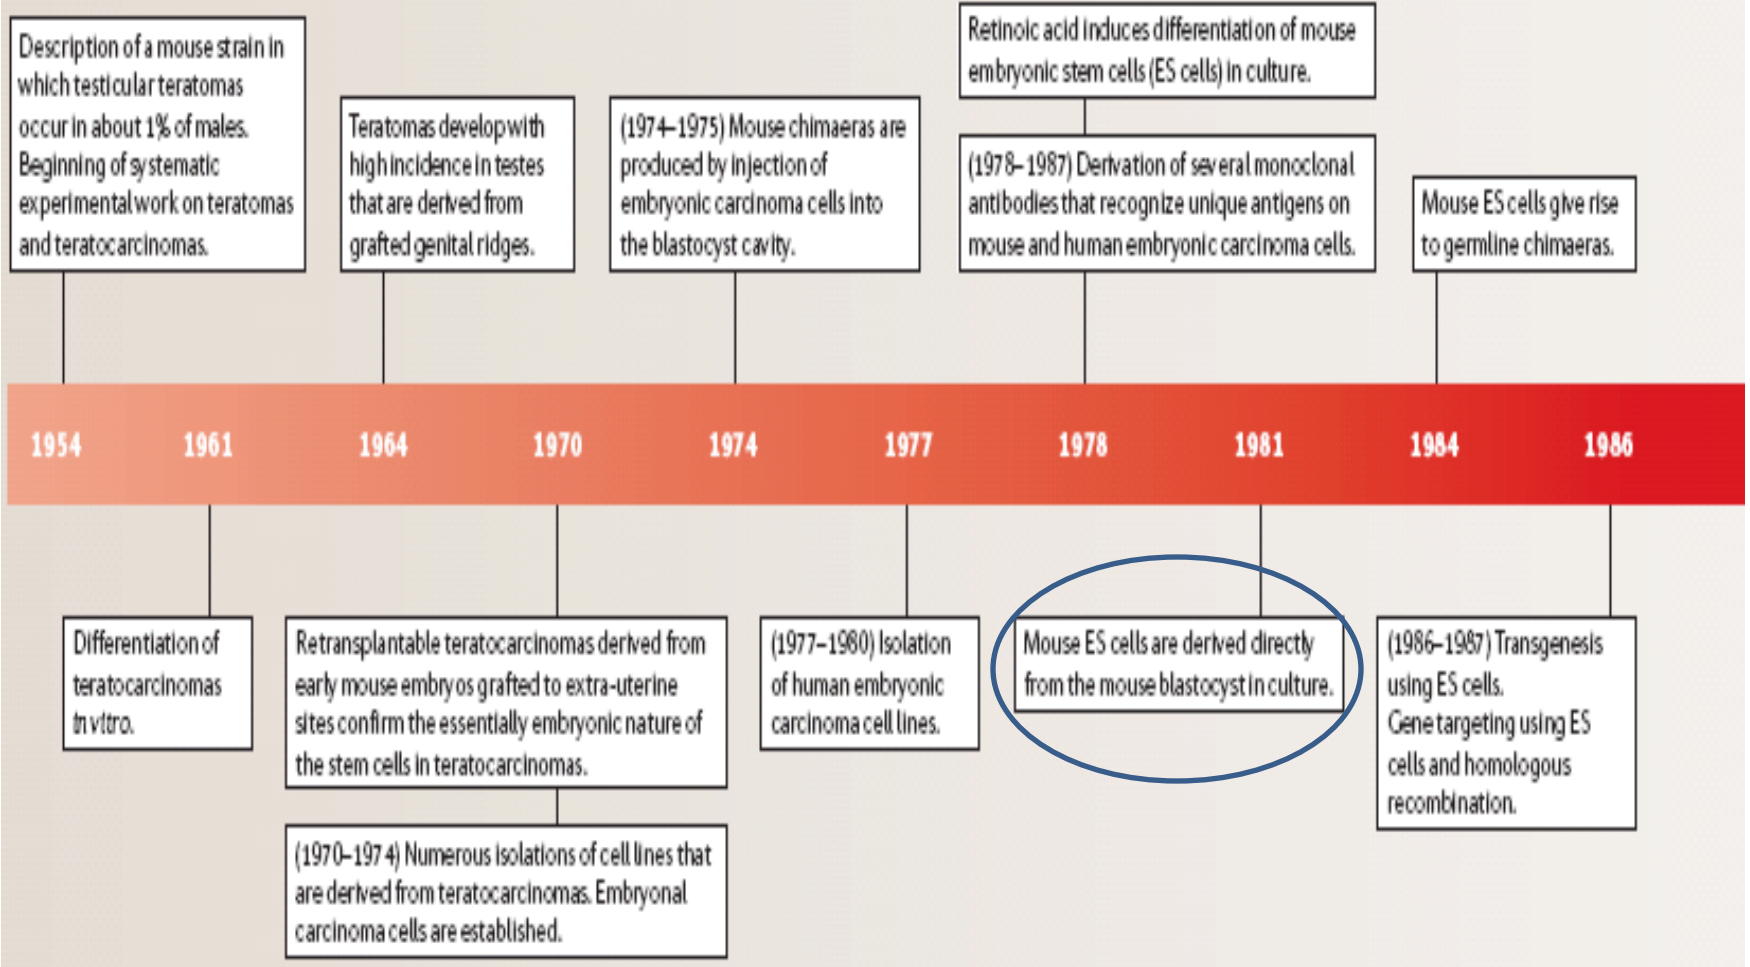 Description of a mouse strain in
which testicular teratomas
occur in about 1% of males.
Beginning of systematic
experimental work on teratomas
and teratocarcinomas.
Teratomas develop with
high incidence in testes
that are derived from
grafted genital ridges.
(1974–1975) Mouse chimaeras are
produced by injection of
embryonic carcinoma cells into
the blastocyst cavity.
Retinoic acid induces differentiation of mouse
embryonic stem cells (ES cells) in culture.
(1978–1987) Derivation of several monoclonal
antibodies that recognize unique antigens on
mouse and human embryonic carcinoma cells.
Mouse ES cells give rise
to germline chimaeras.
1954 1961 1964 1970 1974 1977 1978 1981 1984 1986
Differentiation of
teratocarcinomas
in vitro.
Retransplantable teratocarcinomas derived from
early mouse embryos grafted to extra-uterine
sites confirm the essentially embryonic nature of
the stem cells in teratocarcinomas.
(1970–1974) Numerous isolations of cell lines that
are derived from teratocarcinomas. Embryonal
carcinoma cells are established.
(1977–1980) Isolation
of human embryonic
carcinoma cell lines.
Mouse ES cells are derived directly
from the mouse blastocyst in culture.
(1986–1987) Transgenesis
using ES cells.
Gene targeting using ES
cells and homologous
recombination.